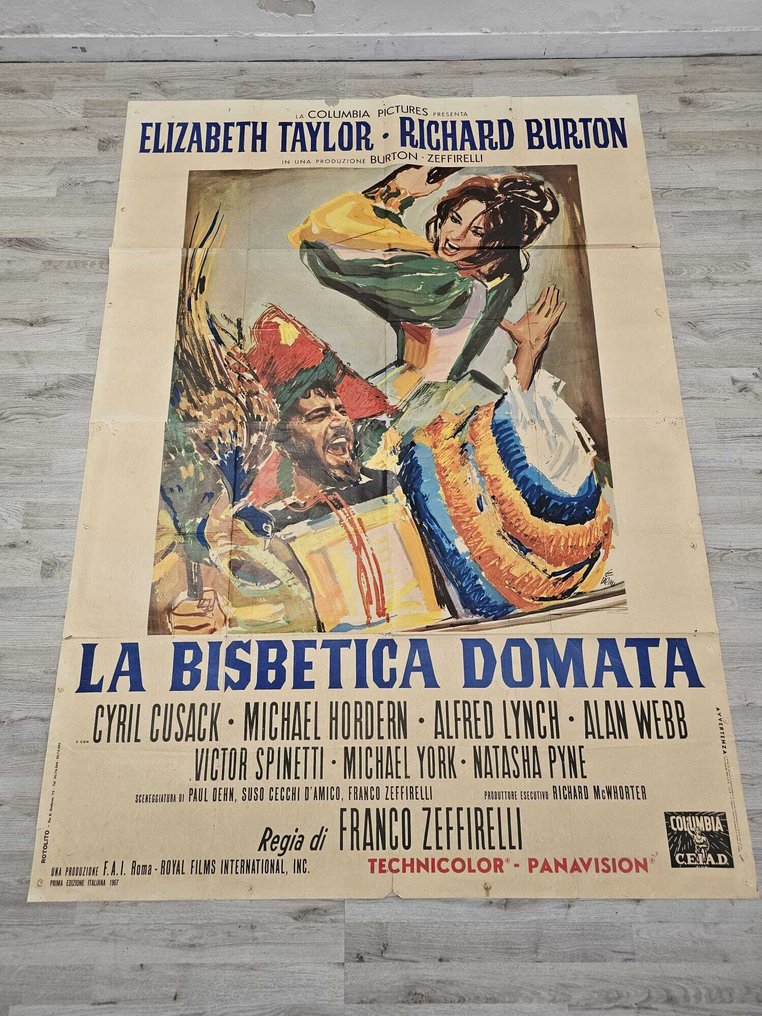 LA COLUMBIA PICTURES PRESENTA
ELIZABETH TAYLOR · RICHARD BURTON
IN UNA PRODUZIONE BURTON - ZEFFIRELLI
LA BISBETICA DOMATA
E CON CYRIL CUSACK · MICHAEL HORDERN · ALFRED LYNCH · ALAN WEBB
VICTOR SPINETTI · MICHAEL YORK · NATASHA PYNE
SCENEGGIATURA DI PAUL DEHN, SUSO CECCHI D'AMICO, FRANCO ZEFFIRELLI PRODUTTORE ESECUTIVO RICHARD McWHORTER
Regia di FRANCO ZEFFIRELLI
UNA PRODUZIONE F.A.I. Roma - ROYAL FILMS INTERNATIONAL, INC.
TECHNICOLOR® - PANAVISION®
PRIMA EDIZIONE ITALIANA 1967
COLUMBIA
C.E.I.A.D.
ROTOLITO
AVVERTENZA